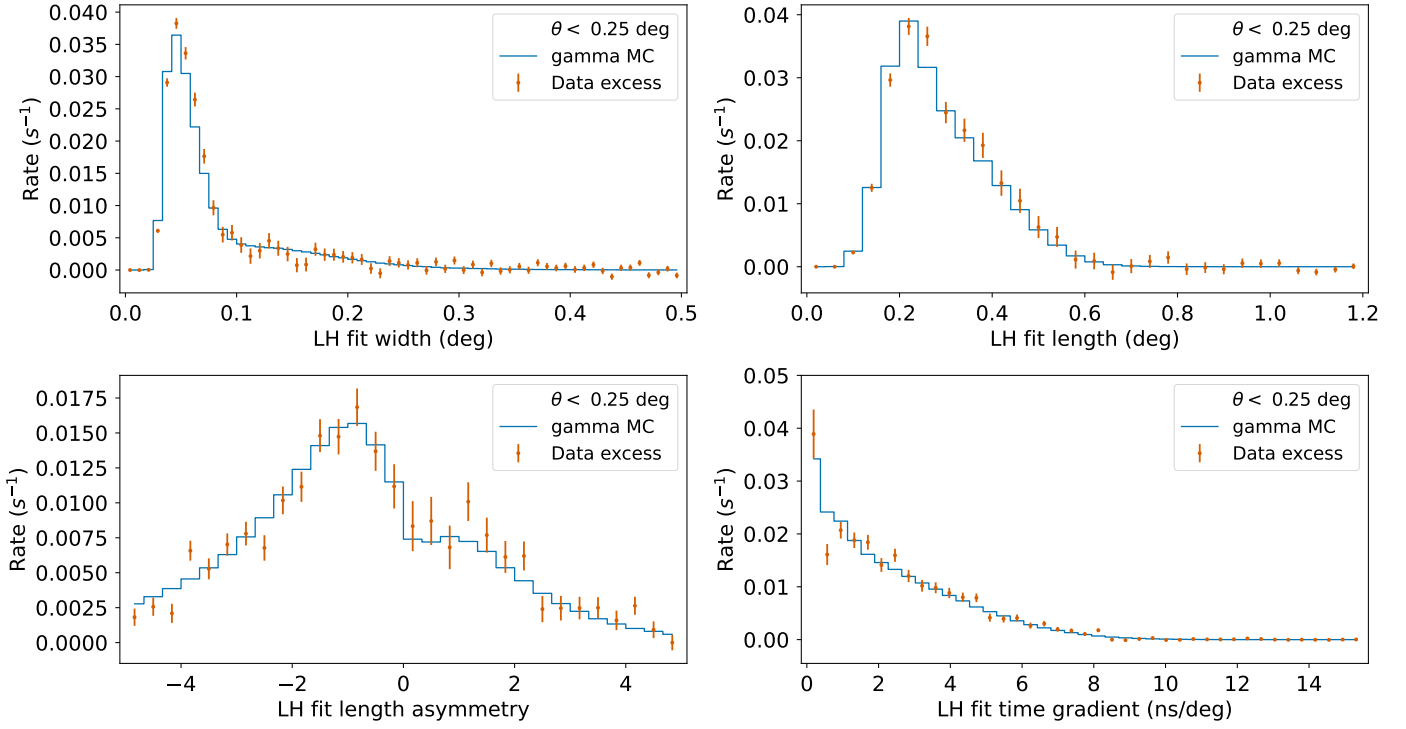 0.040
0.035
0.030
0.025
0.020
0.015
0.010
0.005
0.000
Rate (s⁻¹)
θ < 0.25 deg
gamma MC
Data excess
0.0 0.1 0.2 0.3 0.4 0.5
LH fit width (deg)
0.04
0.03
0.02
0.01
0.00
Rate (s⁻¹)
θ < 0.25 deg
gamma MC
Data excess
0.0 0.2 0.4 0.6 0.8 1.0 1.2
LH fit length (deg)
0.0175
0.0150
0.0125
0.0100
0.0075
0.0050
0.0025
0.0000
Rate (s⁻¹)
θ < 0.25 deg
gamma MC
Data excess
−4 −2 0 2 4
LH fit length asymmetry
0.05
0.04
0.03
0.02
0.01
0.00
Rate (s⁻¹)
θ < 0.25 deg
gamma MC
Data excess
0 2 4 6 8 10 12 14
LH fit time gradient (ns/deg)